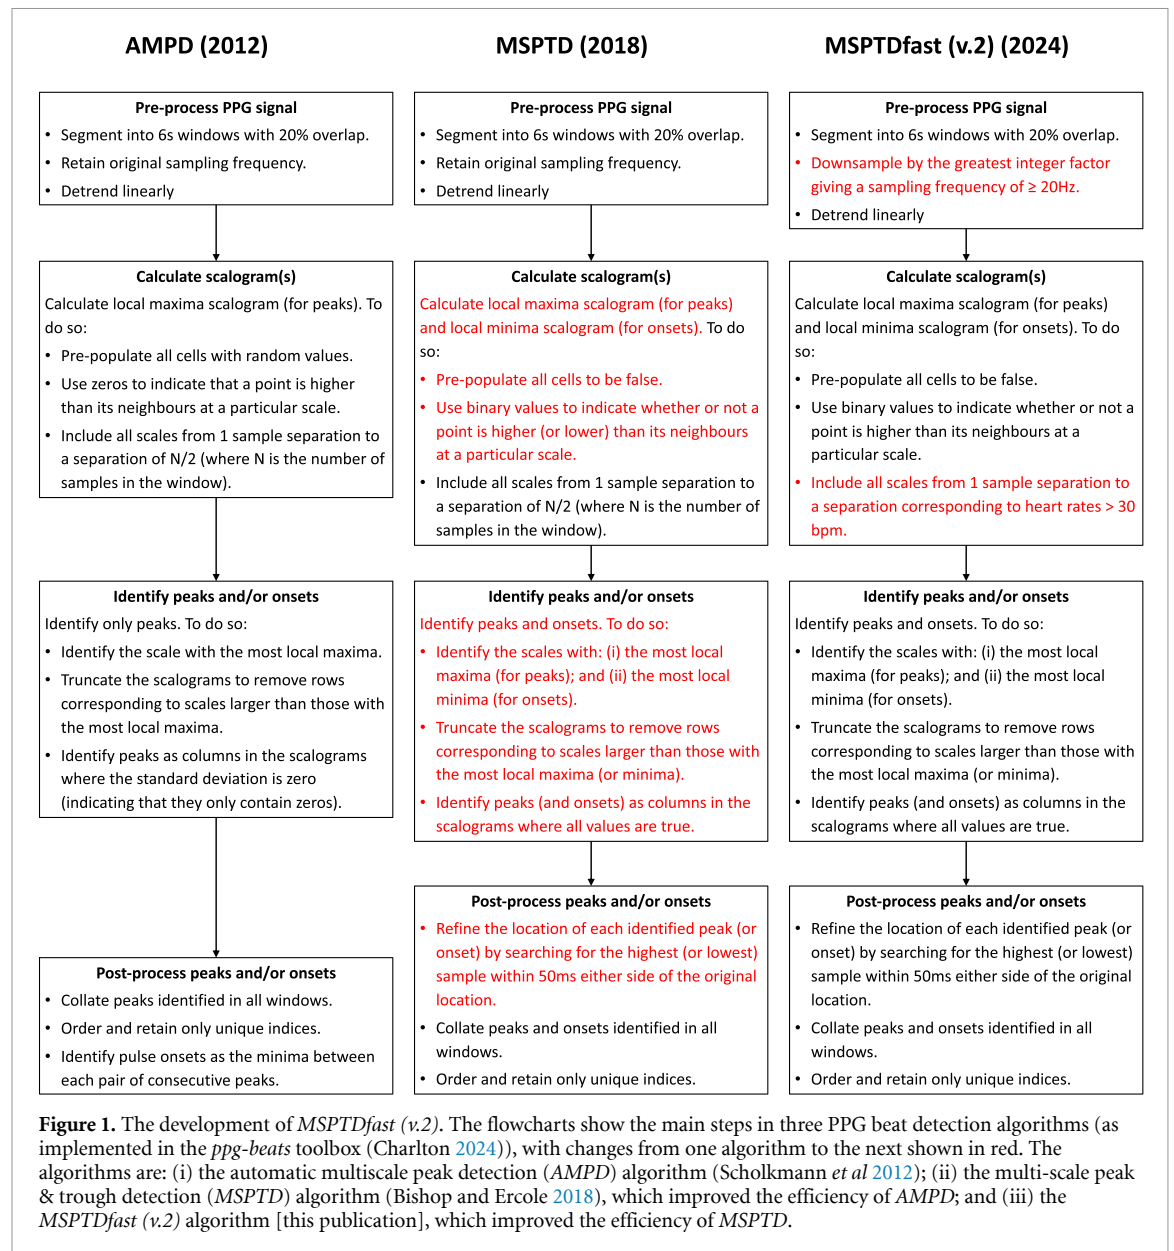 AMPD (2012)
Pre-process PPG signal
• Segment into 6s windows with 20% overlap.
• Retain original sampling frequency.
• Detrend linearly
Calculate scalogram(s)
Calculate local maxima scalogram (for peaks). To
do so:
• Pre-populate all cells with random values.
• Use zeros to indicate that a point is higher
than its neighbours at a particular scale.
• Include all scales from 1 sample separation to
a separation of N/2 (where N is the number of
samples in the window).
Identify peaks and/or onsets
Identify only peaks. To do so:
• Identify the scale with the most local maxima.
• Truncate the scalograms to remove rows
corresponding to scales larger than those with
the most local maxima.
• Identify peaks as columns in the scalograms
where the standard deviation is zero
(indicating that they only contain zeros).
Post-process peaks and/or onsets
• Collate peaks identified in all windows.
• Order and retain only unique indices.
• Identify pulse onsets as the minima between
each pair of consecutive peaks.
MSPTD (2018)
Pre-process PPG signal
• Segment into 6s windows with 20% overlap.
• Retain original sampling frequency.
• Detrend linearly
Calculate scalogram(s)
Calculate local maxima scalogram (for peaks)
and local minima scalogram (for onsets). To do
so:
• Pre-populate all cells to be false.
• Use binary values to indicate whether or not a
point is higher (or lower) than its neighbours
at a particular scale.
• Include all scales from 1 sample separation to
a separation of N/2 (where N is the number of
samples in the window).
Identify peaks and/or onsets
Identify peaks and onsets. To do so:
• Identify the scales with: (i) the most local
maxima (for peaks); and (ii) the most local
minima (for onsets).
• Truncate the scalograms to remove rows
corresponding to scales larger than those with
the most local maxima (or minima).
• Identify peaks (and onsets) as columns in the
scalograms where all values are true.
Post-process peaks and/or onsets
• Refine the location of each identified peak (or
onset) by searching for the highest (or lowest)
sample within 50ms either side of the original
location.
• Collate peaks and onsets identified in all
windows.
• Order and retain only unique indices.
MSPTDfast (v.2) (2024)
Pre-process PPG signal
• Segment into 6s windows with 20% overlap.
• Downsample by the greatest integer factor
giving a sampling frequency of ≥ 20Hz.
• Detrend linearly
Calculate scalogram(s)
Calculate local maxima scalogram (for peaks)
and local minima scalogram (for onsets). To do
so:
• Pre-populate all cells to be false.
• Use binary values to indicate whether or not a
point is higher than its neighbours at a
particular scale.
• Include all scales from 1 sample separation to
a separation corresponding to heart rates > 30
bpm.
Identify peaks and/or onsets
Identify peaks and onsets. To do so:
• Identify the scales with: (i) the most local
maxima (for peaks); and (ii) the most local
minima (for onsets).
• Truncate the scalograms to remove rows
corresponding to scales larger than those with
the most local maxima (or minima).
• Identify peaks (and onsets) as columns in the
scalograms where all values are true.
Post-process peaks and/or onsets
• Refine the location of each identified peak (or
onset) by searching for the highest (or lowest)
sample within 50ms either side of the original
location.
• Collate peaks and onsets identified in all
windows.
• Order and retain only unique indices.
Figure 1. The development of MSPTDfast (v.2). The flowcharts show the main steps in three PPG beat detection algorithms (as
implemented in the ppg-beats toolbox (Charlton 2024)), with changes from one algorithm to the next shown in red. The
algorithms are: (i) the automatic multiscale peak detection (AMPD) algorithm (Scholkmann et al 2012); (ii) the multi-scale peak
& trough detection (MSPTD) algorithm (Bishop and Ercole 2018), which improved the efficiency of AMPD; and (iii) the
MSPTDfast (v.2) algorithm [this publication], which improved the efficiency of MSPTD.